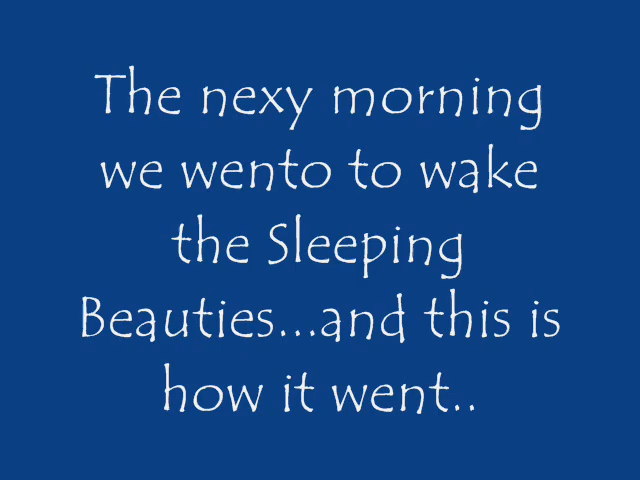 The nexy morning
we wento to wake
the Sleeping
Beauties...and this is
how it went..